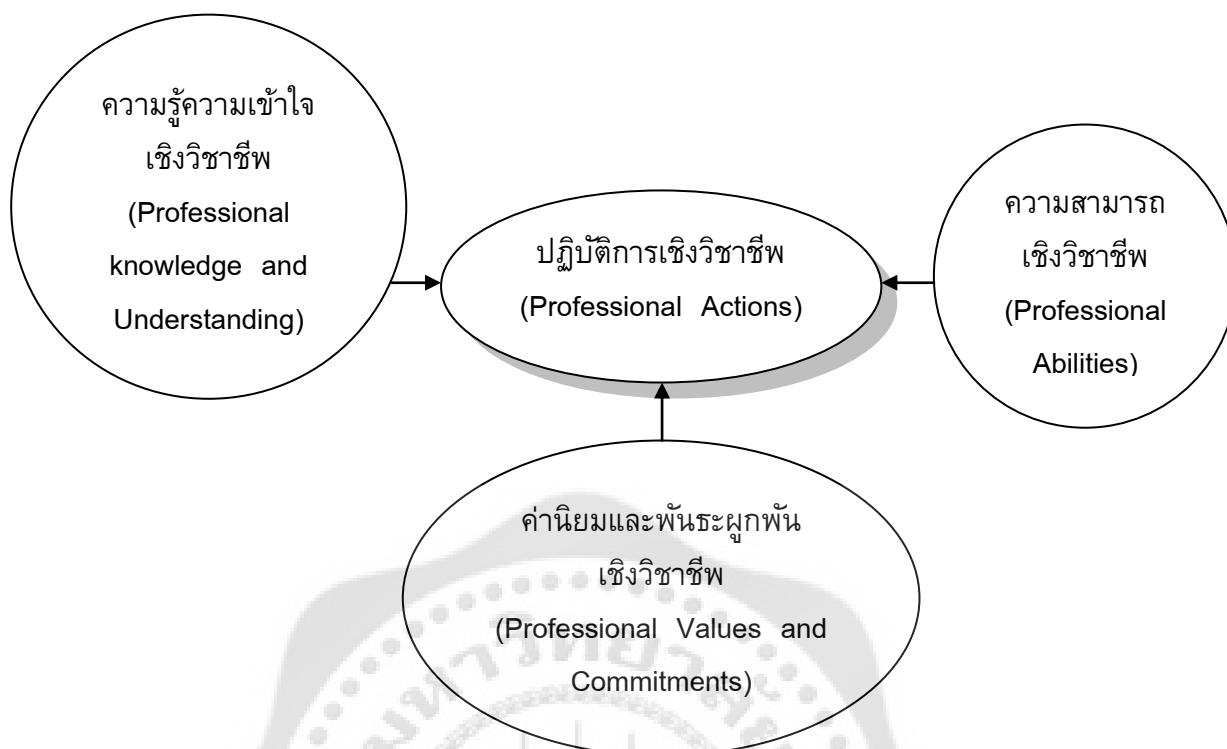 ความรู้ความเข้าใจ
เชิงวิชาชีพ
(Professional
knowledge and
Understanding)
ปฏิบัติการเชิงวิชาชีพ
(Professional Actions)
ความสามารถ
เชิงวิชาชีพ
(Professional
Abilities)
ค่านิยมและพันธะผูกพัน
เชิงวิชาชีพ
(Professional Values and
Commitments)